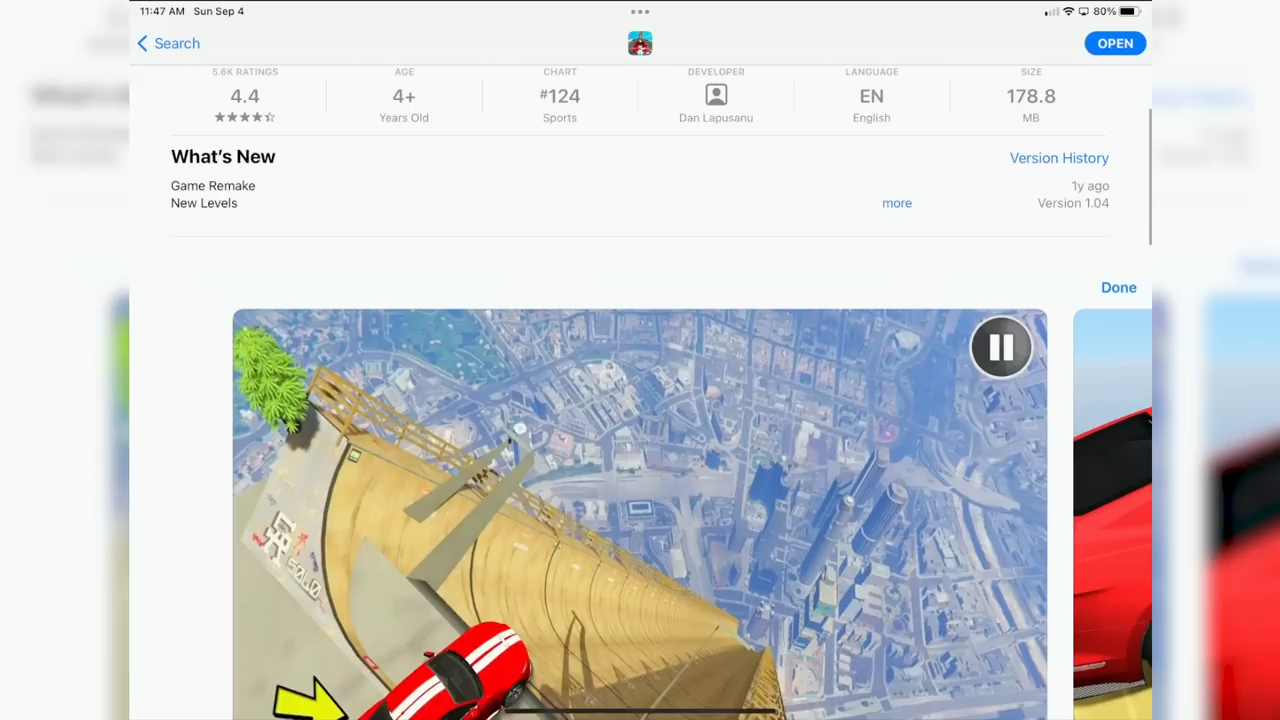 11:47 AM Sun Sep 4
80%
Search
OPEN
5.6K RATINGS
4.4
AGE
4+
Years Old
CHART
#124
Sports
DEVELOPER
Dan Lapusanu
LANGUAGE
EN
English
SIZE
178.8
MB
What's New
Version History
Game Remake
1y ago
New Levels
more
Version 1.04
Done
SOLO